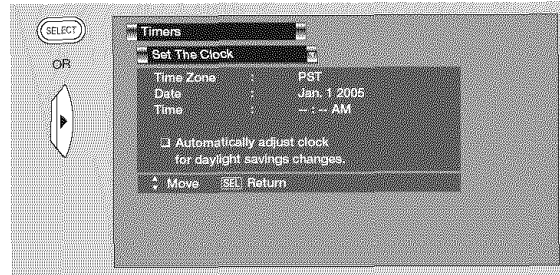 SELECT
OR
Timers
Set The Clock
Time Zone : PST
Date : Jan. 1 2005
Time : -- : -- AM
❑ Automatically adjust clock
for daylight savings changes.
Move SEL Return